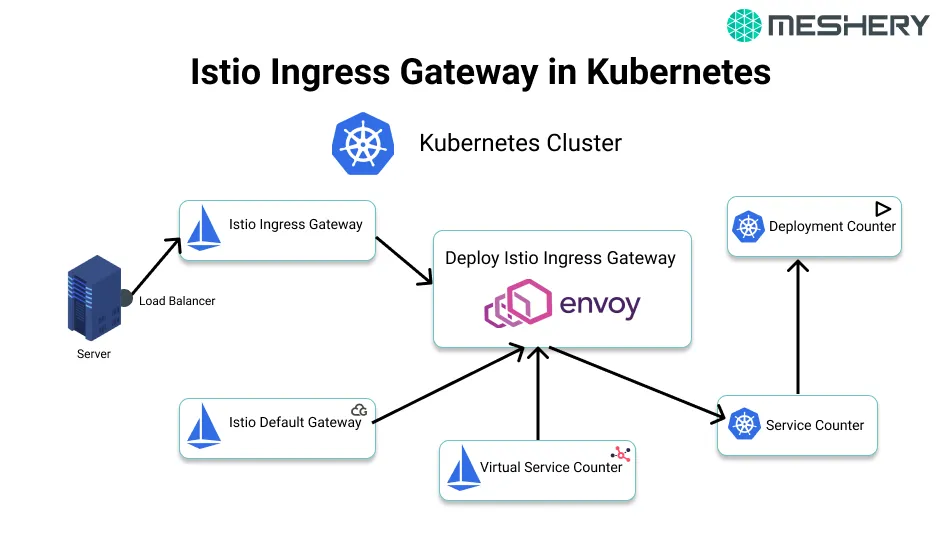 MESHERY
Istio Ingress Gateway in Kubernetes
Kubernetes Cluster
Istio Ingress Gateway
Deployment Counter
Deploy Istio Ingress Gateway
envoy
Load Balancer
Server
Istio Default Gateway
Service Counter
Virtual Service Counter